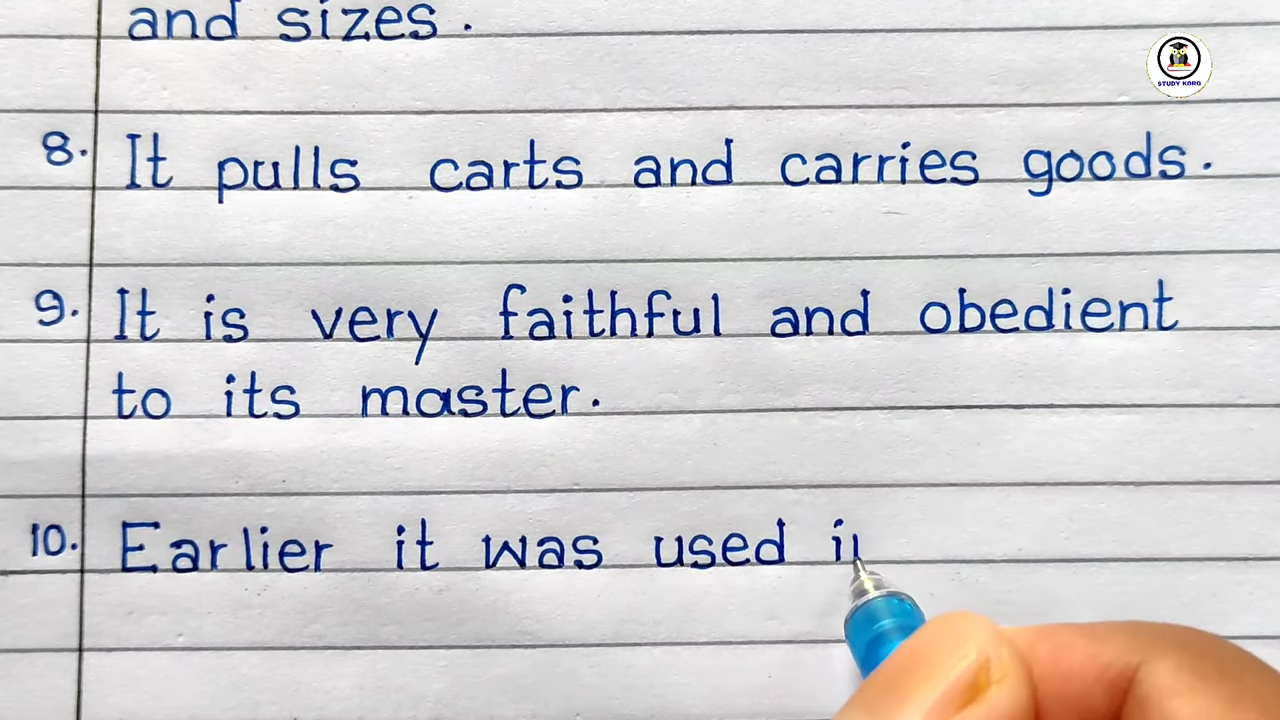 and sizes.
STUDY KORO
8. It pulls carts and carries goods.
9. It is very faithful and obedient
to its master.
10. Earlier it was used